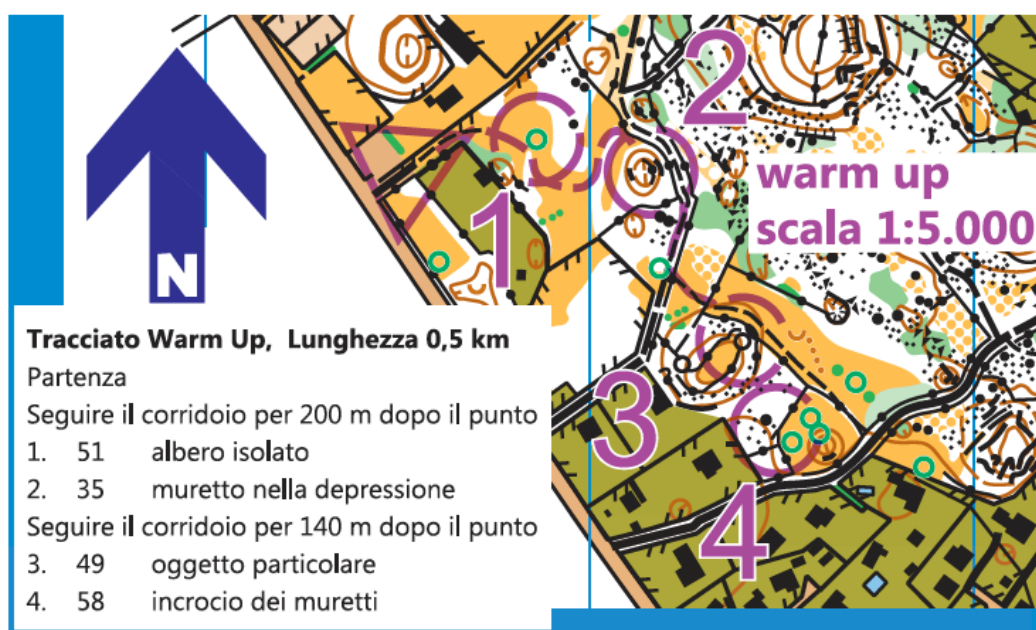 2
warm up
scala 1:5.000
1
N
Tracciato Warm Up, Lunghezza 0,5 km
Partenza
Seguire il corridoio per 200 m dopo il punto
1. 51 albero isolato
2. 35 muretto nella depressione
Seguire il corridoio per 140 m dopo il punto
3. 49 oggetto particolare
4. 58 incrocio dei muretti
3
4